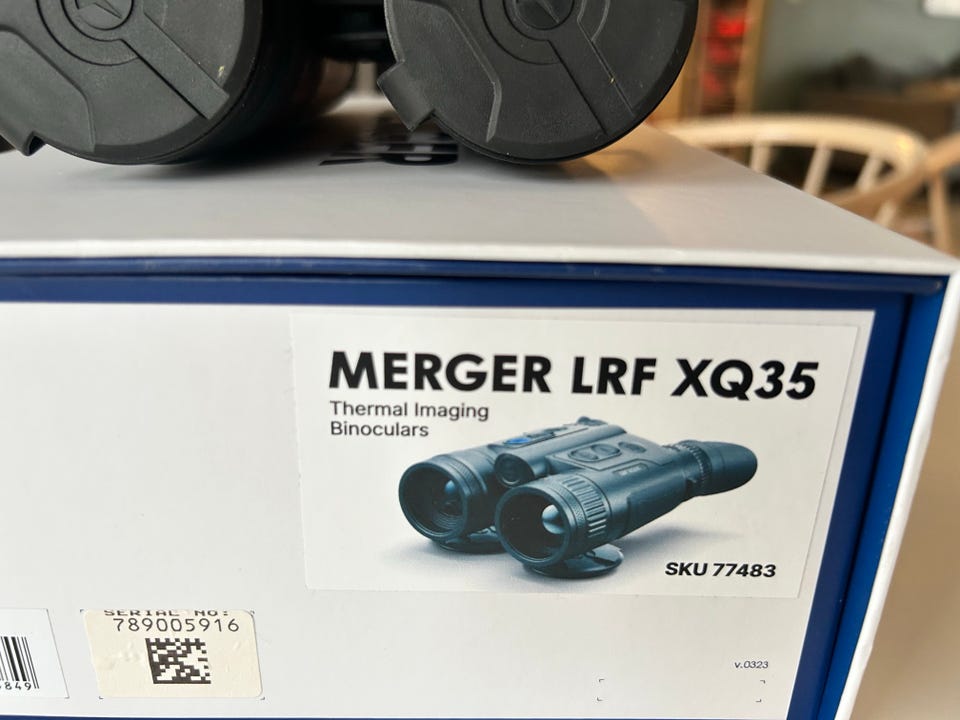 MERGER LRF XQ35
Thermal Imaging
Binoculars
SKU 77483
SERIAL NO:
789005916
v.0323